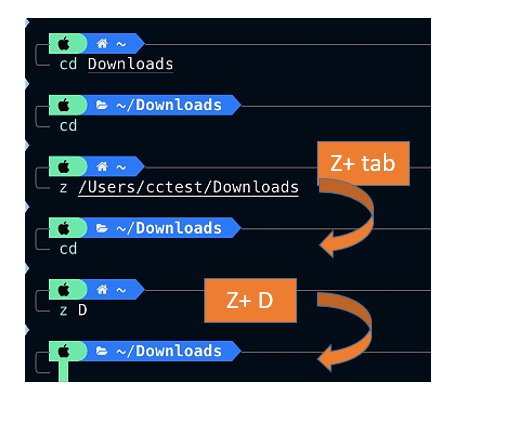 ~
cd Downloads
~/Downloads
cd
~
Z+ tab
z /Users/cctest/Downloads
~/Downloads
cd
~
Z+ D
z D
~/Downloads